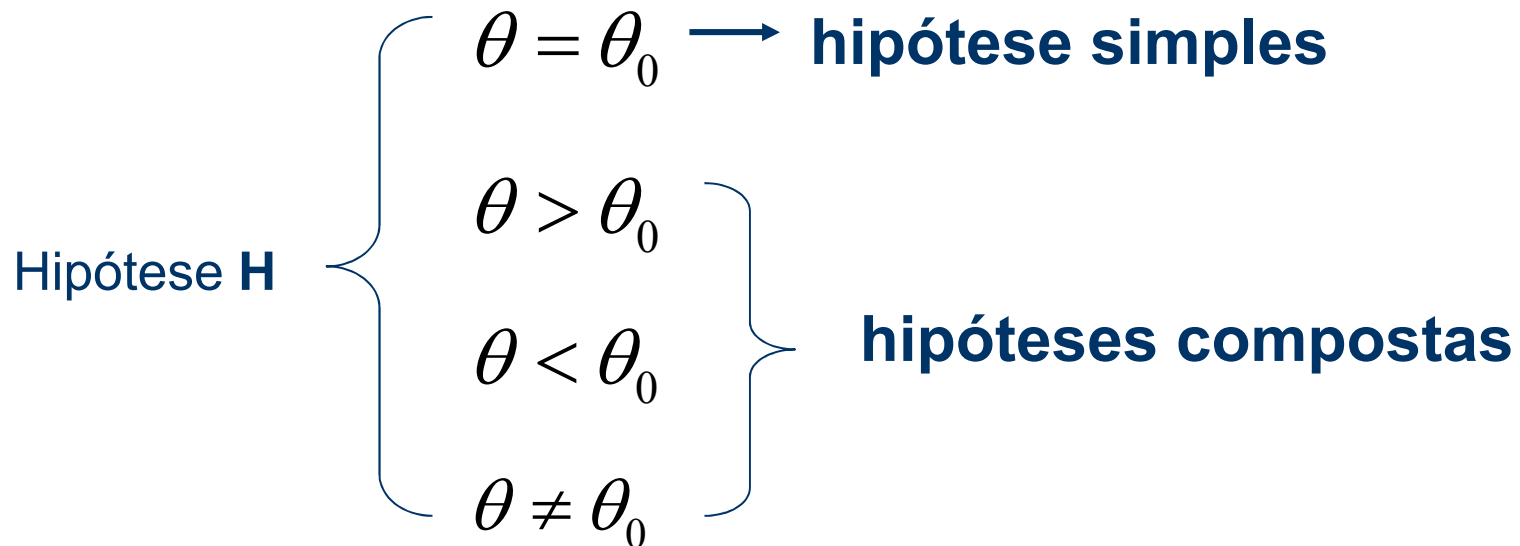 θ = θ₀ → hipótese simples
θ > θ₀
Hipótese H
θ < θ₀
hipóteses compostas
θ ≠ θ₀